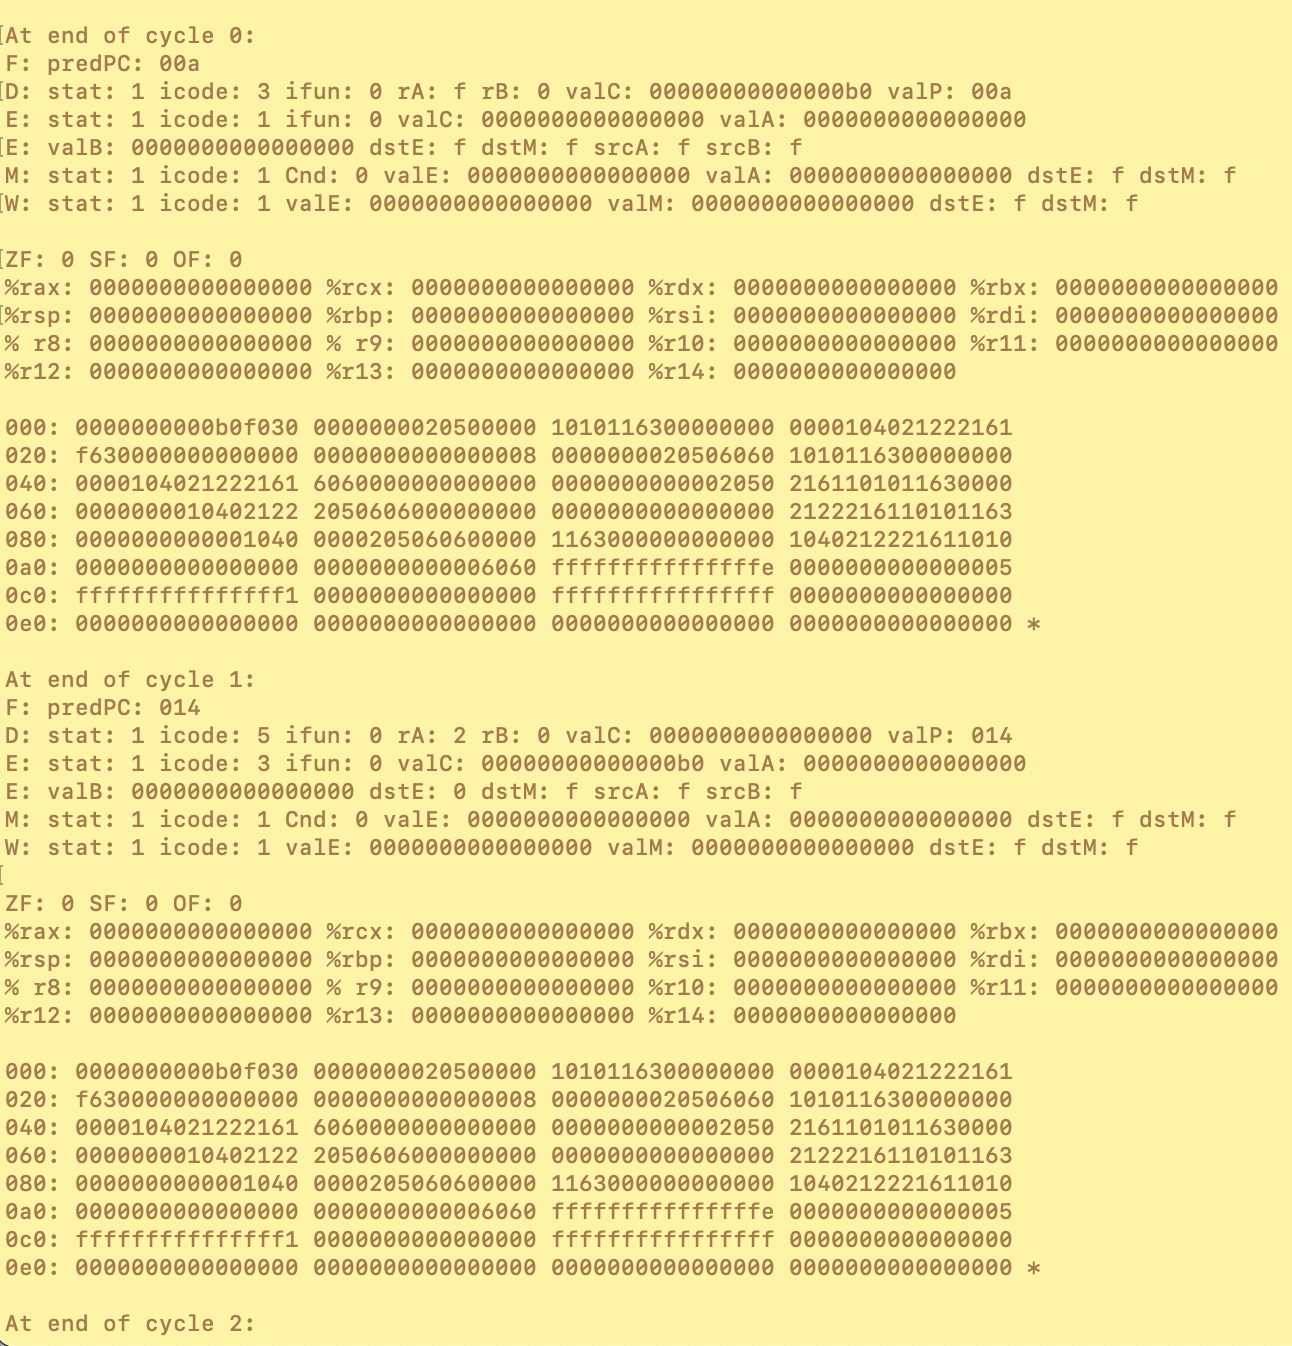 [At end of cycle 0:
F: predPC: 00a
[D: stat: 1 icode: 3 ifun: 0 rA: f rB: 0 valC: 00000000000000b0 valP: 00a
E: stat: 1 icode: 1 ifun: 0 valC: 0000000000000000 valA: 0000000000000000
[E: valB: 0000000000000000 dstE: f dstM: f srcA: f srcB: f
M: stat: 1 icode: 1 Cnd: 0 valE: 0000000000000000 valA: 0000000000000000 dstE: f dstM: f
[W: stat: 1 icode: 1 valE: 0000000000000000 valM: 0000000000000000 dstE: f dstM: f
[ZF: 0 SF: 0 OF: 0
%rax: 0000000000000000 %rcx: 0000000000000000 %rdx: 0000000000000000 %rbx: 0000000000000000
[%rsp: 0000000000000000 %rbp: 0000000000000000 %rsi: 0000000000000000 %rdi: 0000000000000000
% r8: 0000000000000000 % r9: 0000000000000000 %r10: 0000000000000000 %r11: 0000000000000000
%r12: 0000000000000000 %r13: 0000000000000000 %r14: 0000000000000000
000: 0000000000b0f030 0000000020500000 1010116300000000 0000104021222161
020: f630000000000000 0000000000000008 0000000020506060 1010116300000000
040: 0000104021222161 6060000000000000 0000000000002050 2161101011630000
060: 0000000010402122 2050606000000000 0000000000000000 2122216110101163
080: 0000000000001040 0000205060600000 1163000000000000 1040212221611010
0a0: 0000000000000000 0000000000006060 fffffffffffffffe 0000000000000005
0c0: fffffffffffffff1 0000000000000000 ffffffffffffffff 0000000000000000
0e0: 0000000000000000 0000000000000000 0000000000000000 0000000000000000 *
At end of cycle 1:
F: predPC: 014
D: stat: 1 icode: 5 ifun: 0 rA: 2 rB: 0 valC: 0000000000000000 valP: 014
E: stat: 1 icode: 3 ifun: 0 valC: 00000000000000b0 valA: 0000000000000000
E: valB: 0000000000000000 dstE: 0 dstM: f srcA: f srcB: f
M: stat: 1 icode: 1 Cnd: 0 valE: 0000000000000000 valA: 0000000000000000 dstE: f dstM: f
W: stat: 1 icode: 1 valE: 0000000000000000 valM: 0000000000000000 dstE: f dstM: f
[
ZF: 0 SF: 0 OF: 0
%rax: 0000000000000000 %rcx: 0000000000000000 %rdx: 0000000000000000 %rbx: 0000000000000000
%rsp: 0000000000000000 %rbp: 0000000000000000 %rsi: 0000000000000000 %rdi: 0000000000000000
% r8: 0000000000000000 % r9: 0000000000000000 %r10: 0000000000000000 %r11: 0000000000000000
%r12: 0000000000000000 %r13: 0000000000000000 %r14: 0000000000000000
000: 0000000000b0f030 0000000020500000 1010116300000000 0000104021222161
020: f630000000000000 0000000000000008 0000000020506060 1010116300000000
040: 0000104021222161 6060000000000000 0000000000002050 2161101011630000
060: 0000000010402122 2050606000000000 0000000000000000 2122216110101163
080: 0000000000001040 0000205060600000 1163000000000000 1040212221611010
0a0: 0000000000000000 0000000000006060 fffffffffffffffe 0000000000000005
0c0: fffffffffffffff1 0000000000000000 ffffffffffffffff 0000000000000000
0e0: 0000000000000000 0000000000000000 0000000000000000 0000000000000000 *
At end of cycle 2: